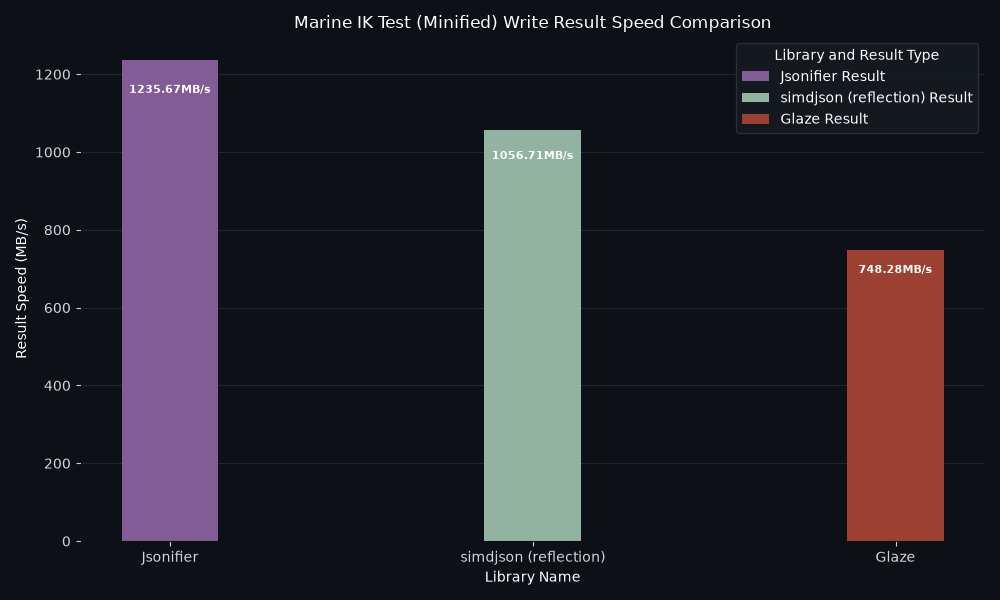 Marine IK Test (Minified) Write Result Speed Comparison
Library and Result Type
Jsonifier Result
simdjson (reflection) Result
Glaze Result
1235.67MB/s
1056.71MB/s
748.28MB/s
Result Speed (MB/s)
1200
1000
800
600
400
200
0
Jsonifier
simdjson (reflection)
Glaze
Library Name